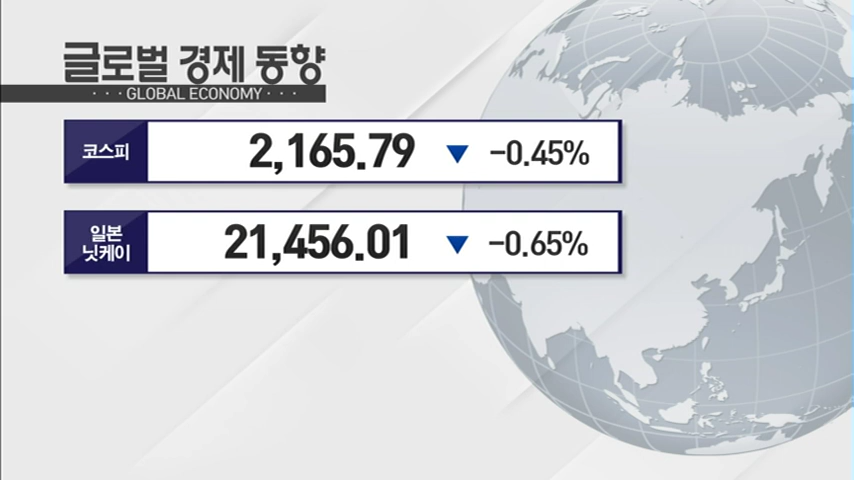 글로벌 경제 동향
···GLOBAL ECONOMY···
코스피 2,165.79 ▼ -0.45%
일본
닛케이 21,456.01 ▼ -0.65%